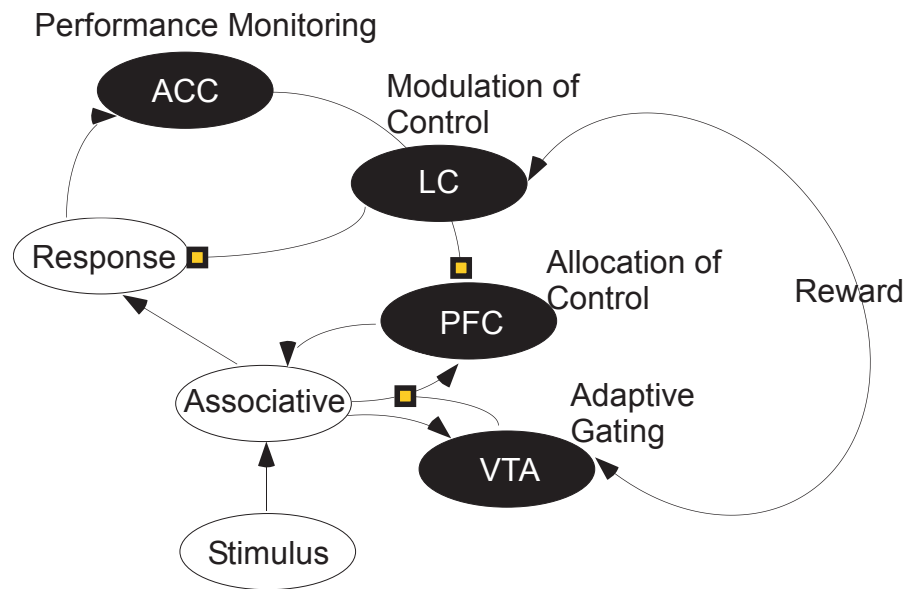 Performance Monitoring
ACC
Modulation of
Control
LC
Response
Allocation of
Control
Reward
PFC
Associative
Adaptive
Gating
VTA
Stimulus